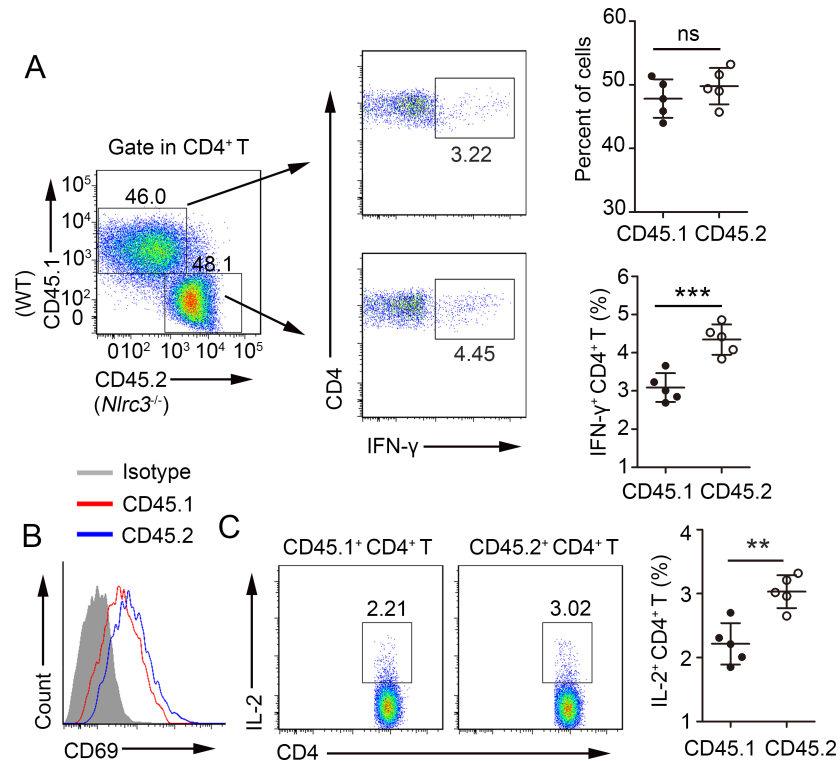 A
Gate in CD4⁺ T
46.0
48.1
10⁵
10⁴
10³
10²
0
(WT)
CD45.1
0 10² 10³ 10⁴ 10⁵
CD45.2
(Nlrc3⁻/⁻)
3.22
4.45
CD4
IFN-γ
Percent of cells
60
50
40
30
ns
CD45.1 CD45.2
IFN-γ⁺ CD4⁺ T (%)
6
5
4
3
2
1
***
CD45.1 CD45.2
Isotype
CD45.1
CD45.2
B
Count
CD69
C
CD45.1⁺ CD4⁺ T
CD45.2⁺ CD4⁺ T
2.21
3.02
IL-2
CD4
IL-2⁺ CD4⁺ T (%)
4
3
2
1
**
CD45.1 CD45.2